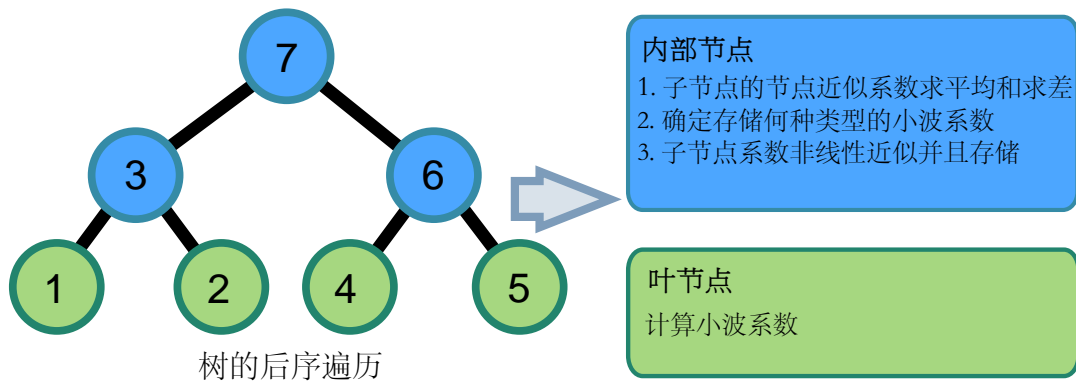 7
3
6
1
2
4
5
树的后序遍历
内部节点
1. 子节点的节点近似系数求平均和求差
2. 确定存储何种类型的小波系数
3. 子节点系数非线性近似并且存储
叶节点
计算小波系数